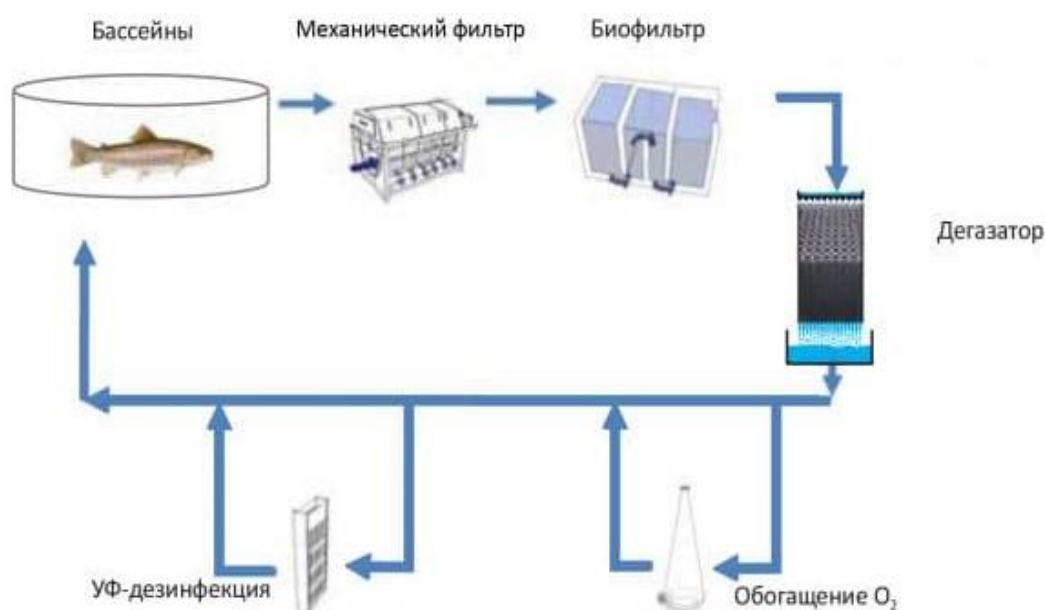 Бассейны
Механический фильтр
Биофильтр
Дегазатор
УФ-дезинфекция
Обогащение O₂